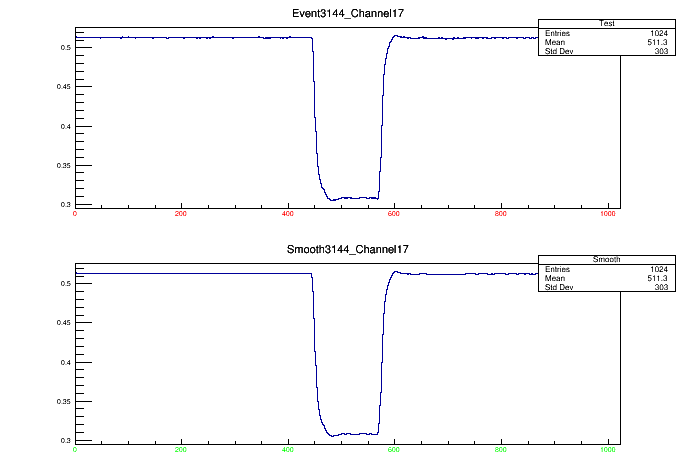 Event3144_Channel17
Test
Entries 1024
Mean 511.3
Std Dev 303
0.5
0.45
0.4
0.35
0.3
0 200 400 600 800 1000
Smooth3144_Channel17
Smooth
Entries 1024
Mean 511.3
Std Dev 303
0.5
0.45
0.4
0.35
0.3
0 200 400 600 800 1000